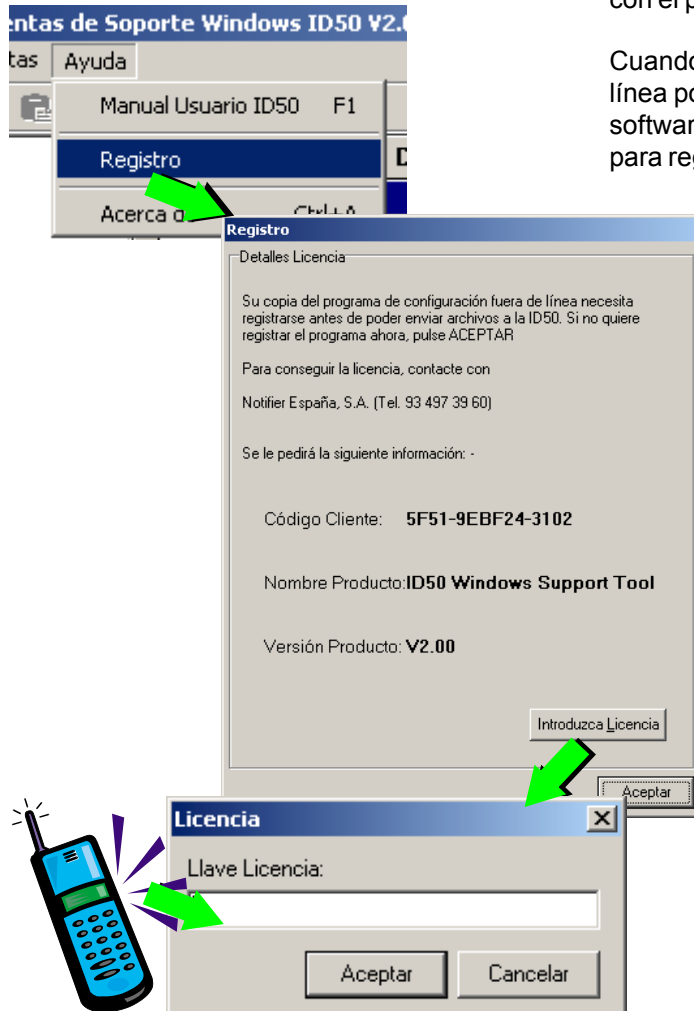 con el p
Cuando
línea po
softwar
para reg
entas de Soporte Windows ID50 V2.0
tas Ayuda
Manual Usuario ID50 F1
Registro
Acerca d Ctrl+A
D
Registro
Detalles Licencia
Su copia del programa de configuración fuera de línea necesita
registrarse antes de poder enviar archivos a la ID50. Si no quiere
registrar el programa ahora, pulse ACEPTAR
Para conseguir la licencia, contacte con
Notifier España, S.A. (Tel. 93 497 39 60)
Se le pedirá la siguiente información: -
Código Cliente: 5F51-9EBF24-3102
Nombre Producto:ID50 Windows Support Tool
Versión Producto: V2.00
Introduzca Licencia
Aceptar
Licencia
Llave Licencia:
Aceptar Cancelar